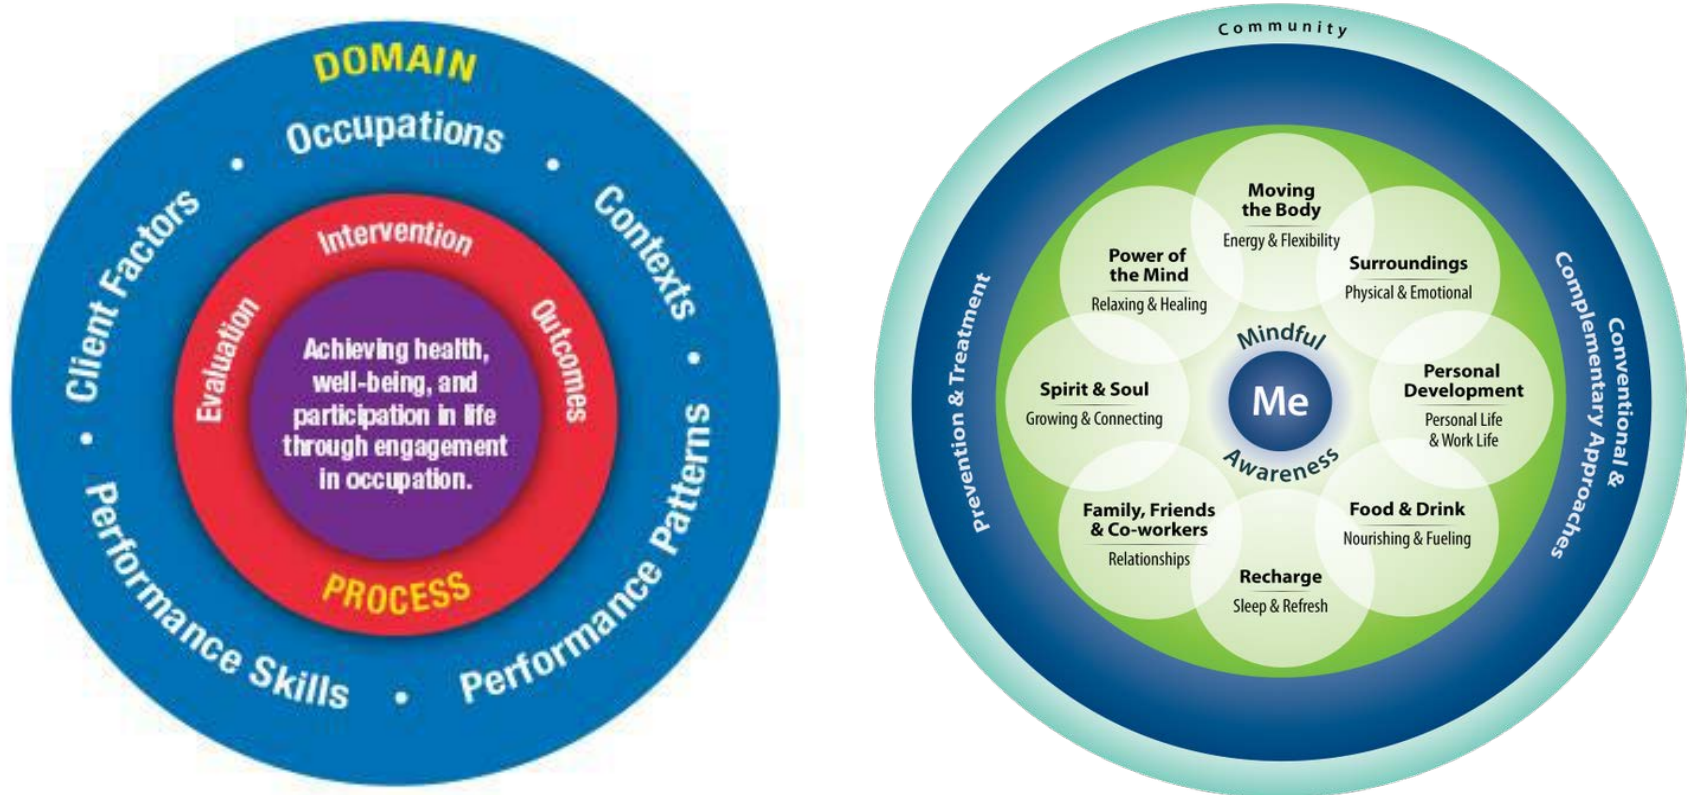 DOMAIN
Occupations
Contexts
Performance Patterns
Performance Skills
Client Factors
Intervention
Outcomes
Evaluation
PROCESS
Achieving health,
well-being, and
participation in life
through engagement
in occupation.
Community
Prevention & Treatment
Conventional &
Complementary Approaches
Moving
the Body
Energy & Flexibility
Surroundings
Physical & Emotional
Personal
Development
Personal Life
& Work Life
Food & Drink
Nourishing & Fueling
Recharge
Sleep & Refresh
Family, Friends
& Co-workers
Relationships
Spirit & Soul
Growing & Connecting
Power of
the Mind
Relaxing & Healing
Mindful
Me
Awareness